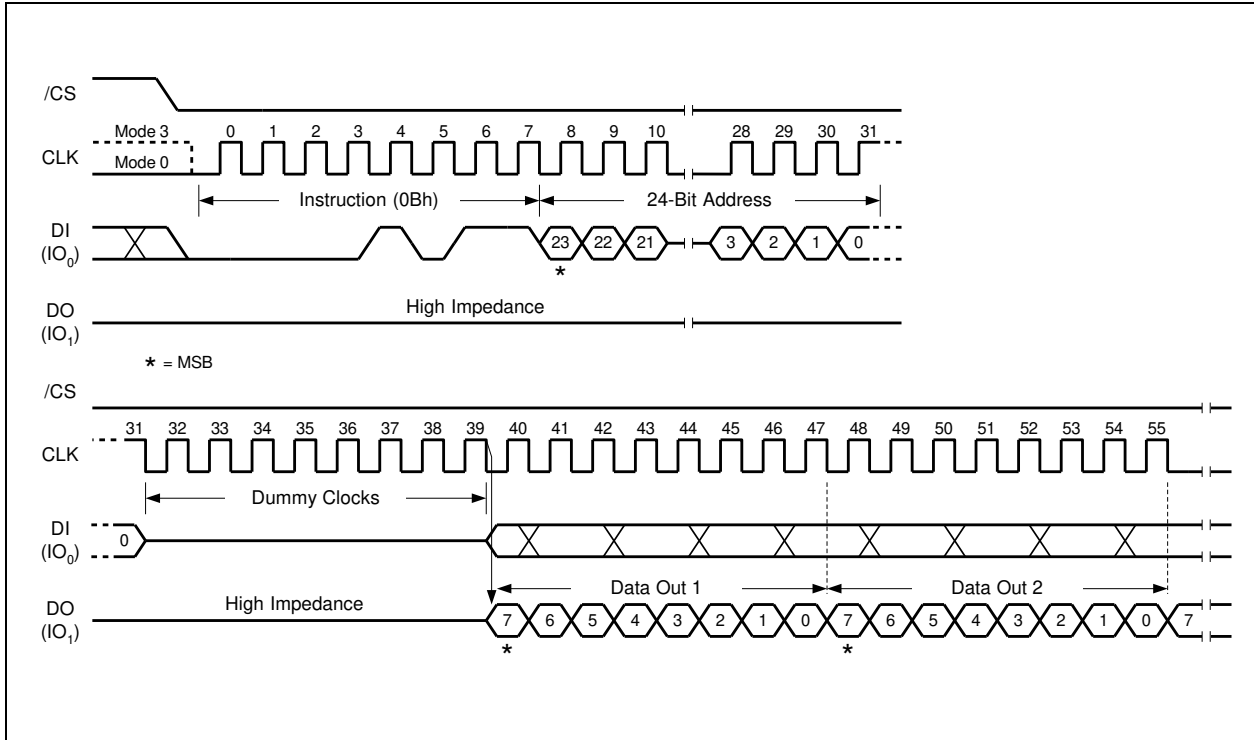 /CS
Mode 3 0 1 2 3 4 5 6 7 8 9 10 28 29 30 31
CLK
Mode 0
Instruction (0Bh) 24-Bit Address
DI
(IO0)
23 22 21 3 2 1 0
*
High Impedance
DO
(IO1)
* = MSB
/CS
31 32 33 34 35 36 37 38 39 40 41 42 43 44 45 46 47 48 49 50 51 52 53 54 55
CLK
Dummy Clocks
DI
(IO0)
0
Data Out 1 Data Out 2
High Impedance
DO
(IO1)
7 6 5 4 3 2 1 0 7 6 5 4 3 2 1 0 7
* *